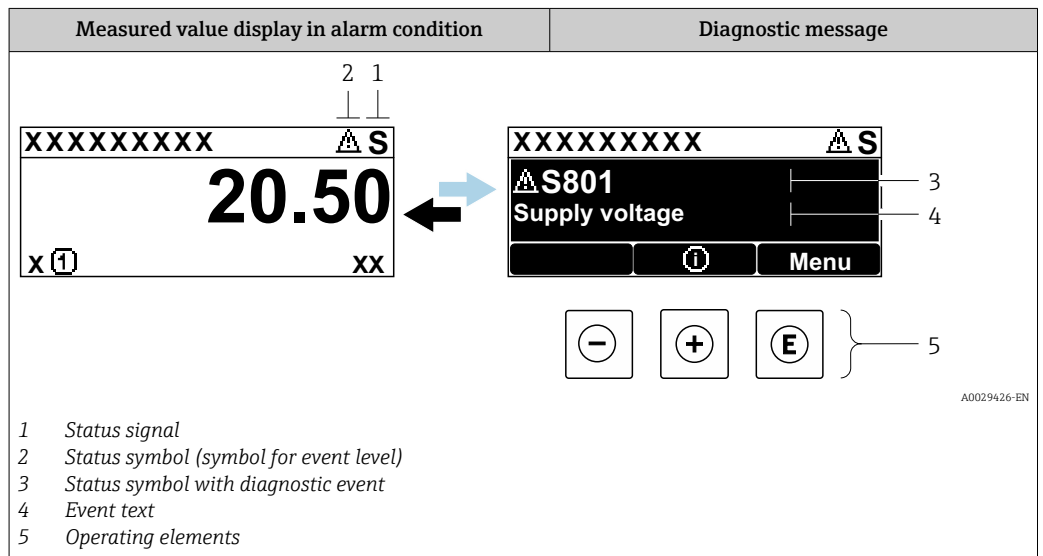 Measured value display in alarm condition Diagnostic message
2 1
XXXXXXXXX ⚠ S
20.50
X 1 XX
XXXXXXXXX ⚠ S
⚠S801 3
Supply voltage 4
i Menu
− + E 5
A0029426-EN
1 Status signal
2 Status symbol (symbol for event level)
3 Status symbol with diagnostic event
4 Event text
5 Operating elements